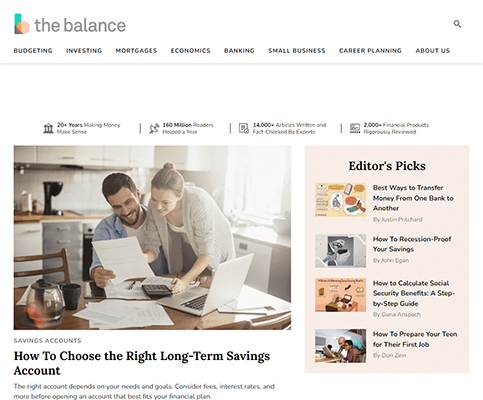 the balance
BUDGETING INVESTING MORTGAGES ECONOMICS BANKING SMALL BUSINESS CAREER PLANNING ABOUT US
20+ Years Making Money
Make Sense
160 Million Readers
Helped a Year
14,000+ Articles Written and
Fact-Checked By Experts
2,000+ Financial Products
Rigorously Reviewed
SAVINGS ACCOUNTS
How To Choose the Right Long-Term Savings
Account
The right account depends on your needs and goals. Consider fees, interest rates, and
more before opening an account that best fits your financial plan.
Editor's Picks
Best Ways to Transfer
Money From One Bank to
Another
By Justin Pritchard
How To Recession-Proof
Your Savings
By John Egan
How to Calculate Social
Security Benefits: A Step-
by-Step Guide
By Dana Anspach
How To Prepare Your Teen
for Their First Job
By Dori Zinn